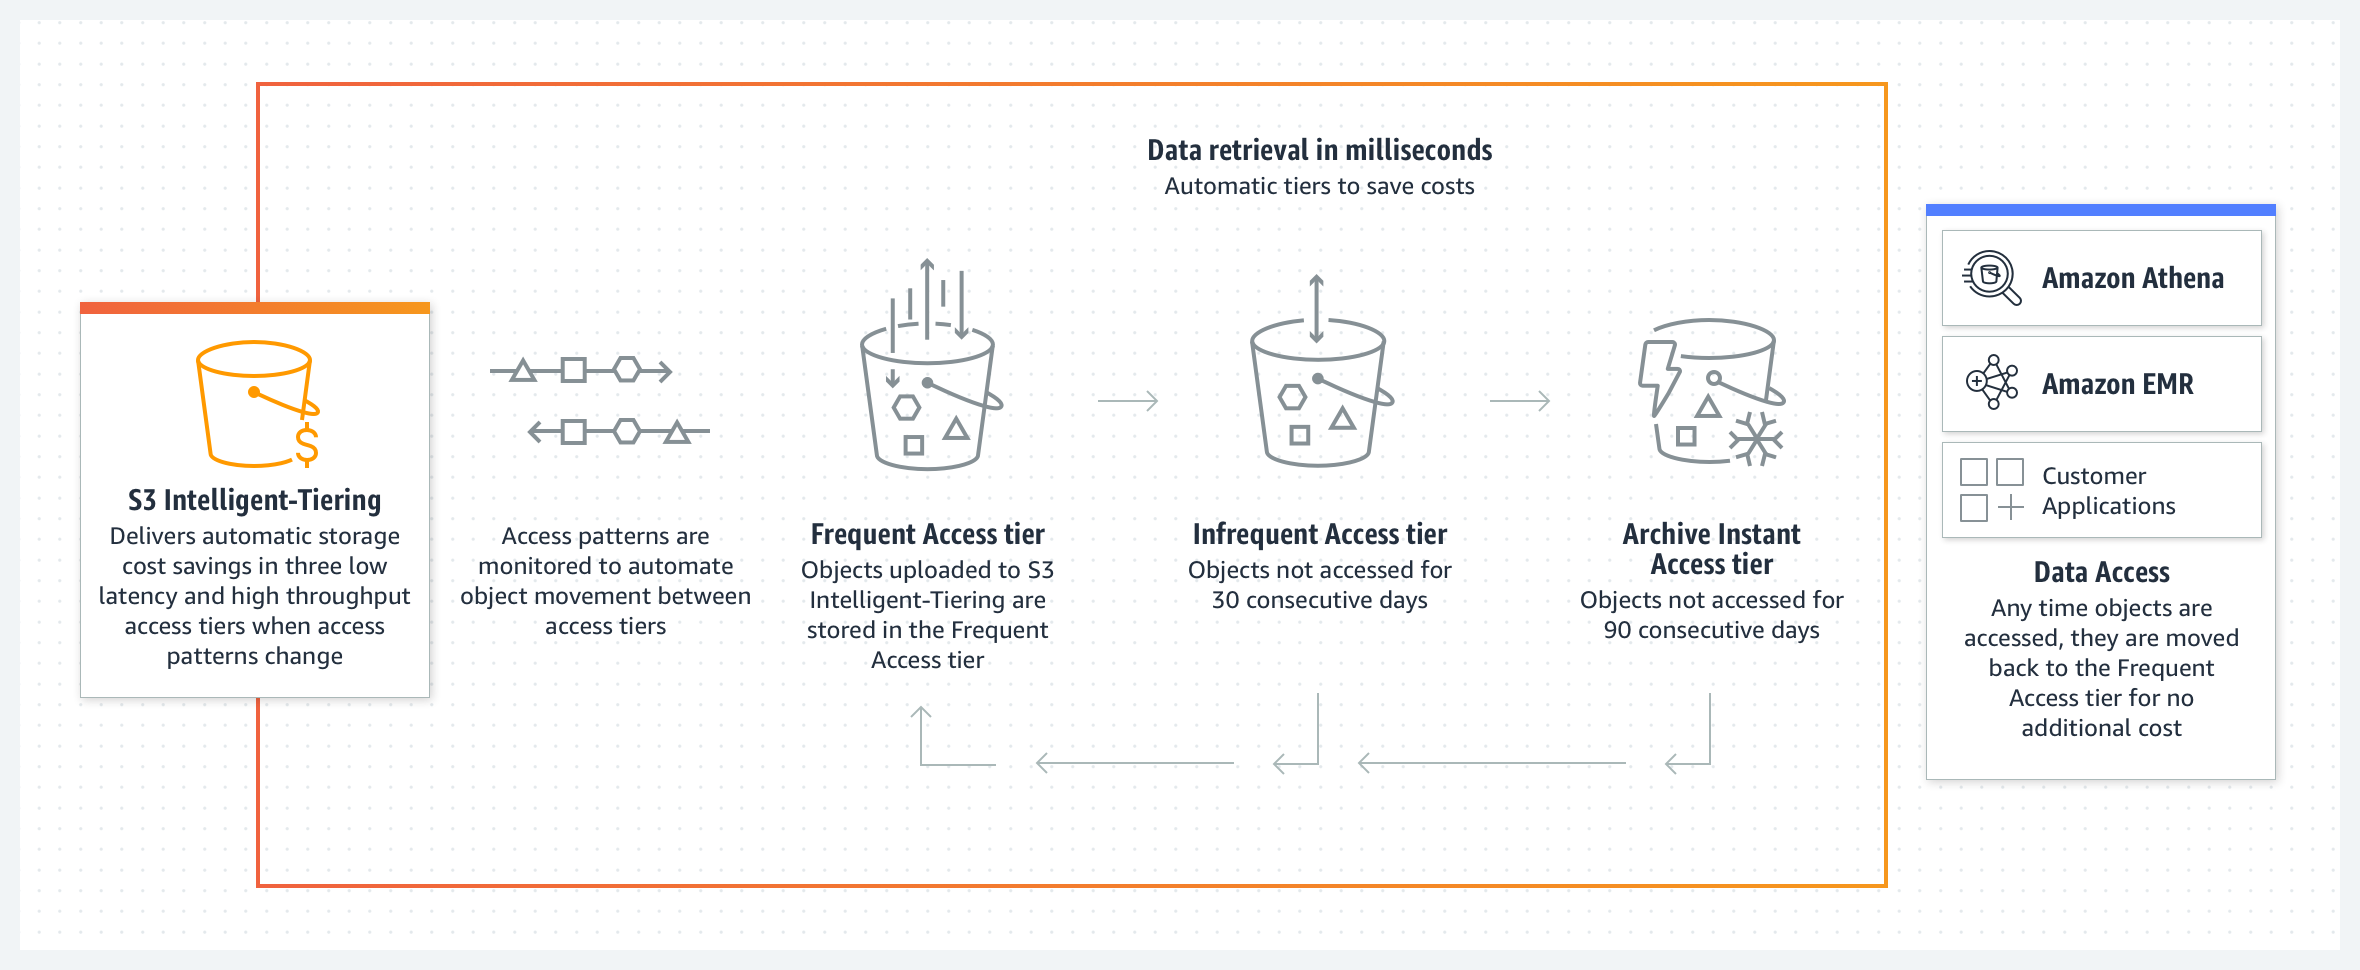 Data retrieval in milliseconds
Automatic tiers to save costs
S3 Intelligent-Tiering
Delivers automatic storage
cost savings in three low
latency and high throughput
access tiers when access
patterns change
Access patterns are
monitored to automate
object movement between
access tiers
Frequent Access tier
Objects uploaded to S3
Intelligent-Tiering are
stored in the Frequent
Access tier
Infrequent Access tier
Objects not accessed for
30 consecutive days
Archive Instant
Access tier
Objects not accessed for
90 consecutive days
Amazon Athena
Amazon EMR
Customer
Applications
Data Access
Any time objects are
accessed, they are moved
back to the Frequent
Access tier for no
additional cost